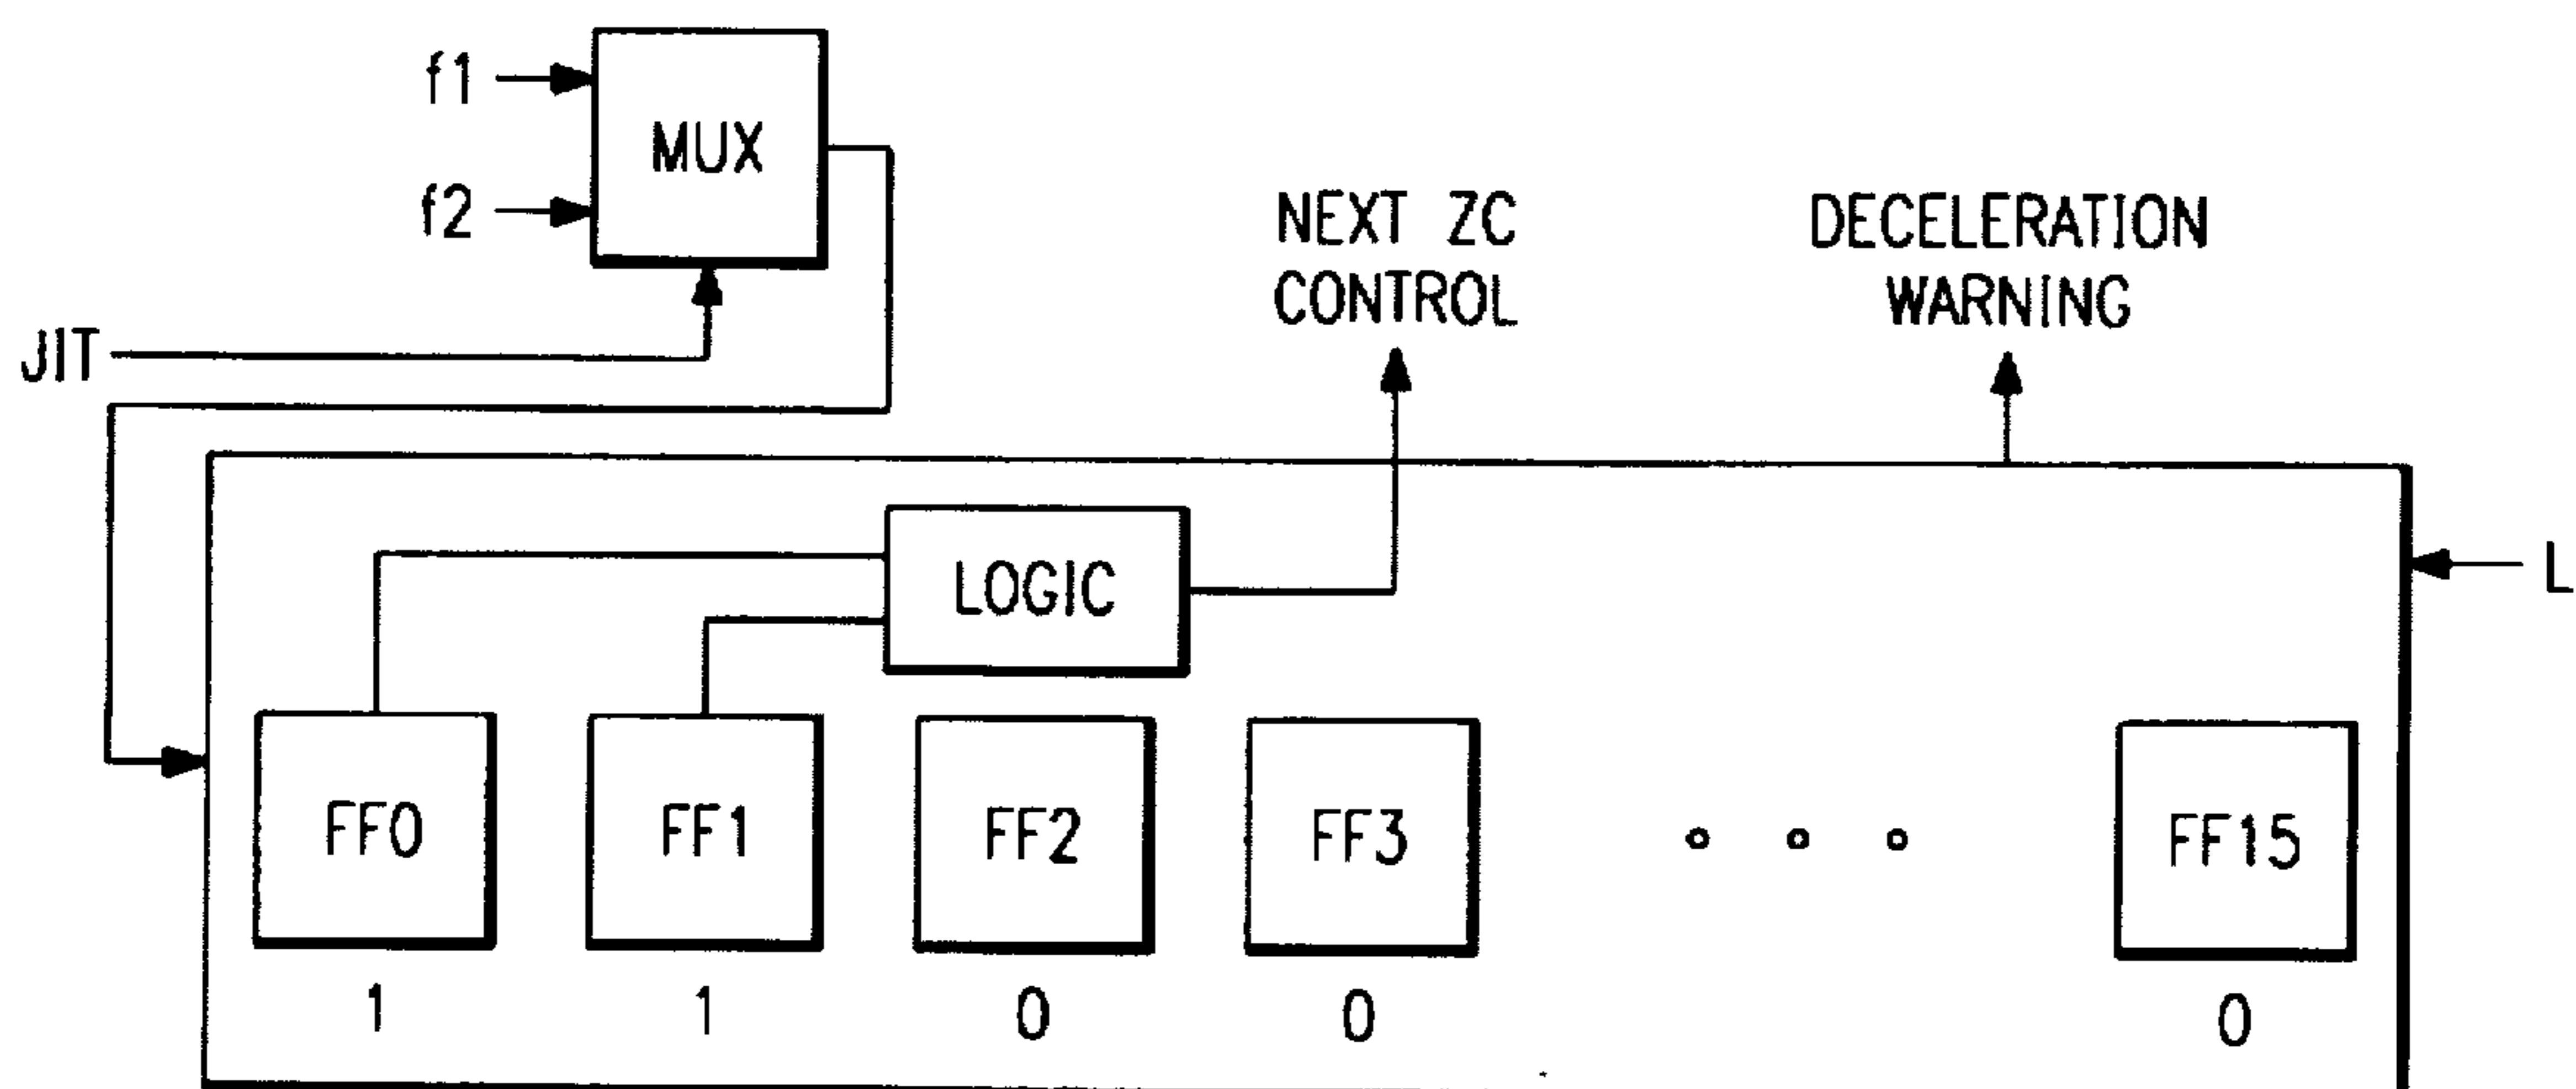 f1
MUX
f2
JIT
NEXT ZC
CONTROL
DECELERATION
WARNING
LOGIC
L
FF0
FF1
FF2
FF3
FF15
1
1
0
0
0